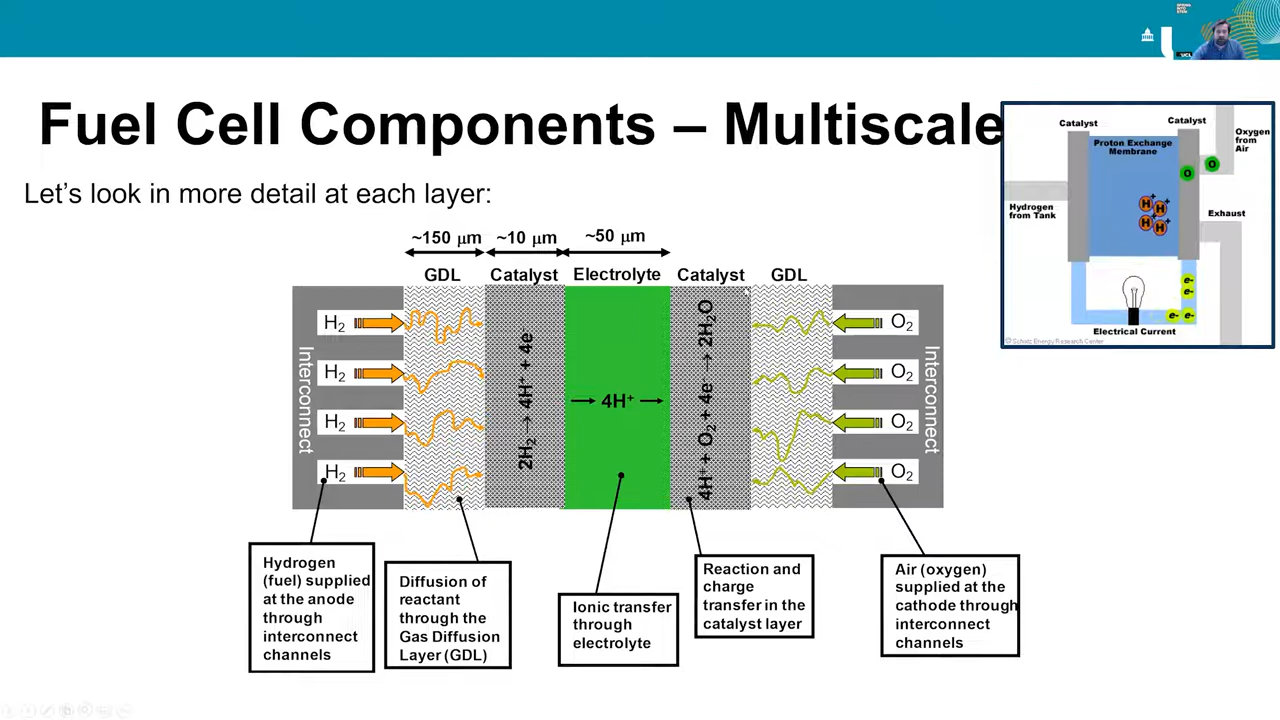 SPRING
INTO
STEM
UCL
Fuel Cell Components – Multiscale
Let's look in more detail at each layer:
~150 μm
~10 μm
~50 μm
GDL
Catalyst
Electrolyte
Catalyst
GDL
Interconnect
H₂
H₂
H₂
H₂
2H₂ → 4H⁺ + 4e⁻
→ 4H⁺ →
4H⁺ + O₂ + 4e⁻ → 2H₂O
O₂
O₂
O₂
O₂
Interconnect
Hydrogen
(fuel) supplied
at the anode
through
interconnect
channels
Diffusion of
reactant
through the
Gas Diffusion
Layer (GDL)
Ionic transfer
through
electrolyte
Reaction and
charge
transfer in the
catalyst layer
Air (oxygen)
supplied at the
cathode through
interconnect
channels
Catalyst
Catalyst
Proton Exchange
Membrane
Oxygen
from
Air
O
O
H+
H+
H+
H+
Hydrogen
from Tank
Exhaust
e-
e-
e-
e-
Electrical Current
© Schatz Energy Research Center